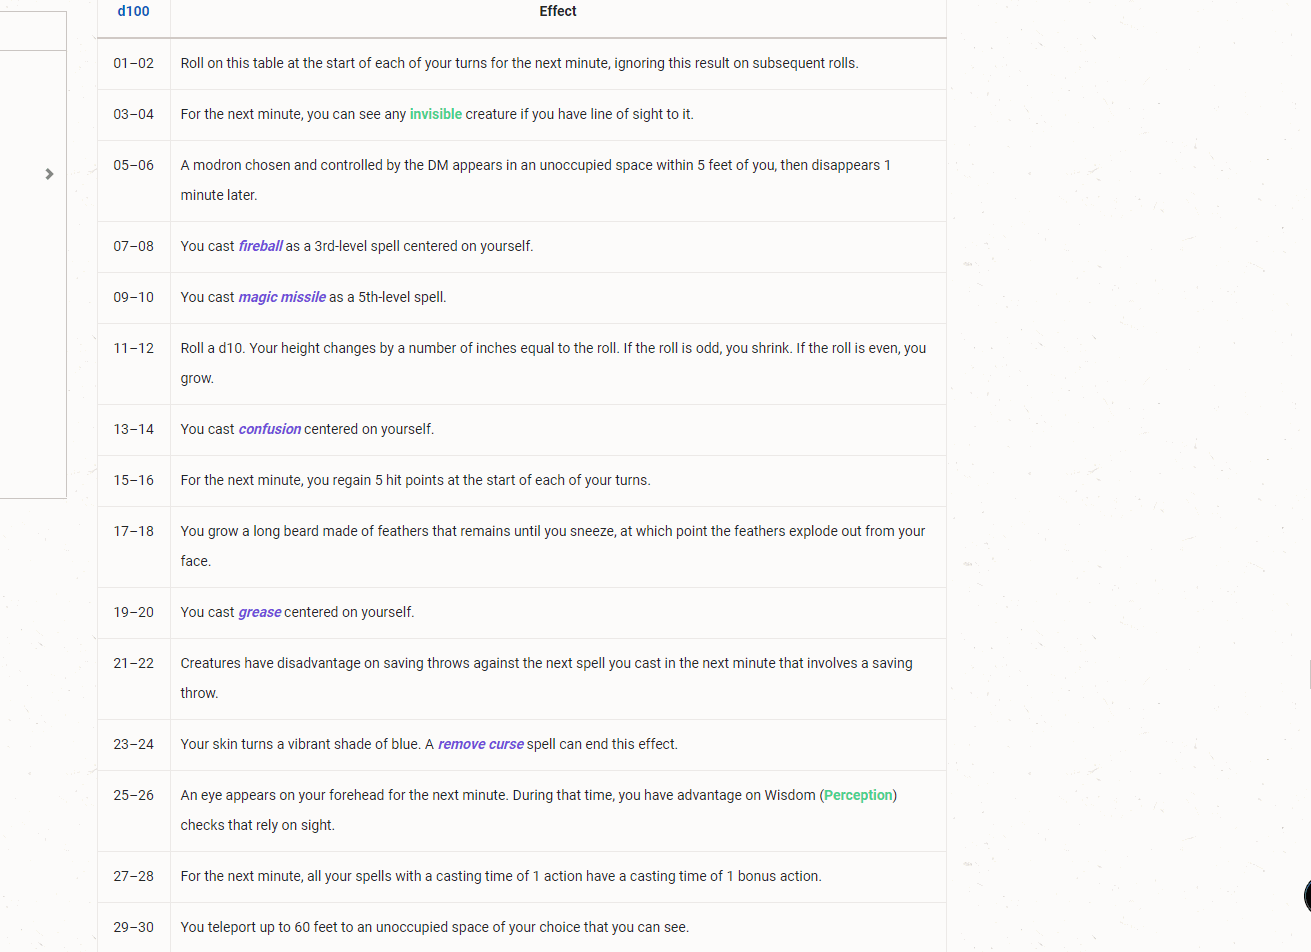 d100 Effect
01–02 Roll on this table at the start of each of your turns for the next minute, ignoring this result on subsequent rolls.
03–04 For the next minute, you can see any invisible creature if you have line of sight to it.
05–06 A modron chosen and controlled by the DM appears in an unoccupied space within 5 feet of you, then disappears 1
minute later.
07–08 You cast fireball as a 3rd-level spell centered on yourself.
09–10 You cast magic missile as a 5th-level spell.
11–12 Roll a d10. Your height changes by a number of inches equal to the roll. If the roll is odd, you shrink. If the roll is even, you
grow.
13–14 You cast confusion centered on yourself.
15–16 For the next minute, you regain 5 hit points at the start of each of your turns.
17–18 You grow a long beard made of feathers that remains until you sneeze, at which point the feathers explode out from your
face.
19–20 You cast grease centered on yourself.
21–22 Creatures have disadvantage on saving throws against the next spell you cast in the next minute that involves a saving
throw.
23–24 Your skin turns a vibrant shade of blue. A remove curse spell can end this effect.
25–26 An eye appears on your forehead for the next minute. During that time, you have advantage on Wisdom (Perception)
checks that rely on sight.
27–28 For the next minute, all your spells with a casting time of 1 action have a casting time of 1 bonus action.
29–30 You teleport up to 60 feet to an unoccupied space of your choice that you can see.